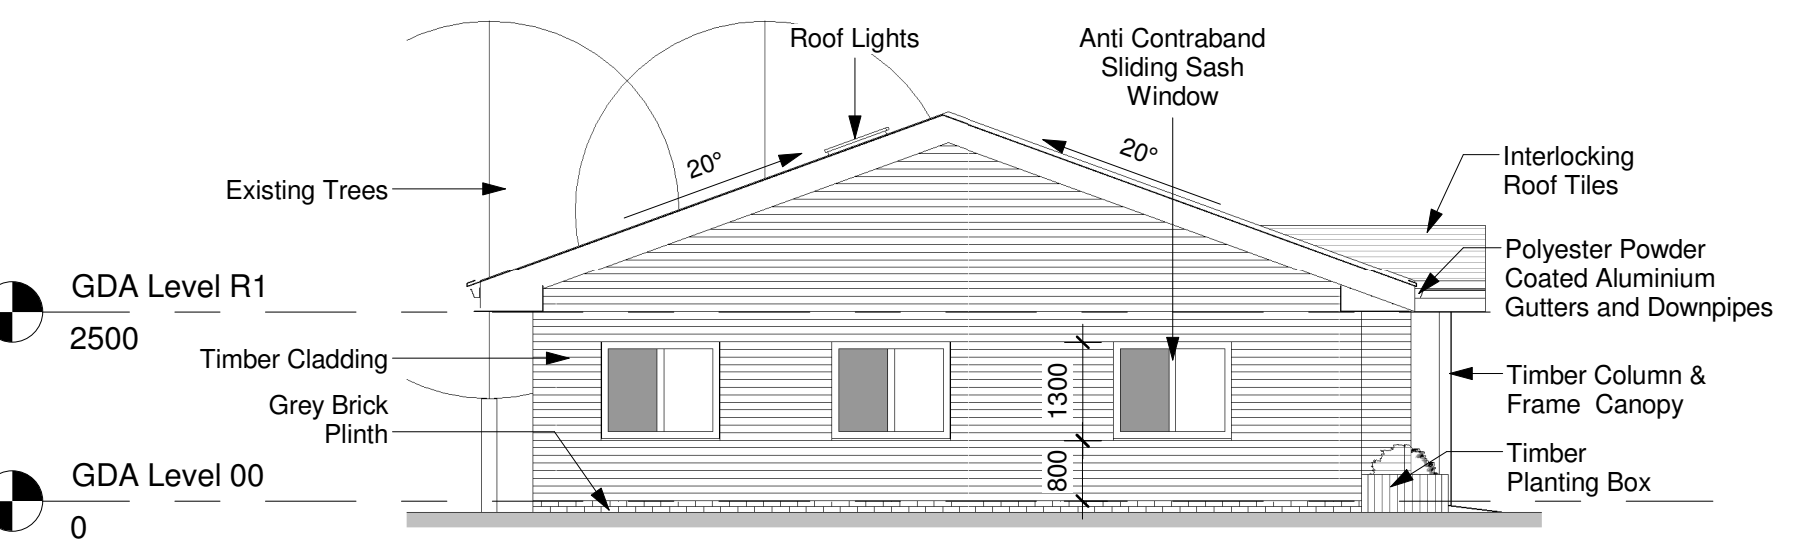 Roof Lights
Anti Contraband
Sliding Sash
Window
20°
20°
Existing Trees
Interlocking
Roof Tiles
Polyester Powder
Coated Aluminium
Gutters and Downpipes
GDA Level R1
2500
Timber Cladding
Grey Brick
Plinth
1300
800
Timber Column &
Frame Canopy
Timber
Planting Box
GDA Level 00
0